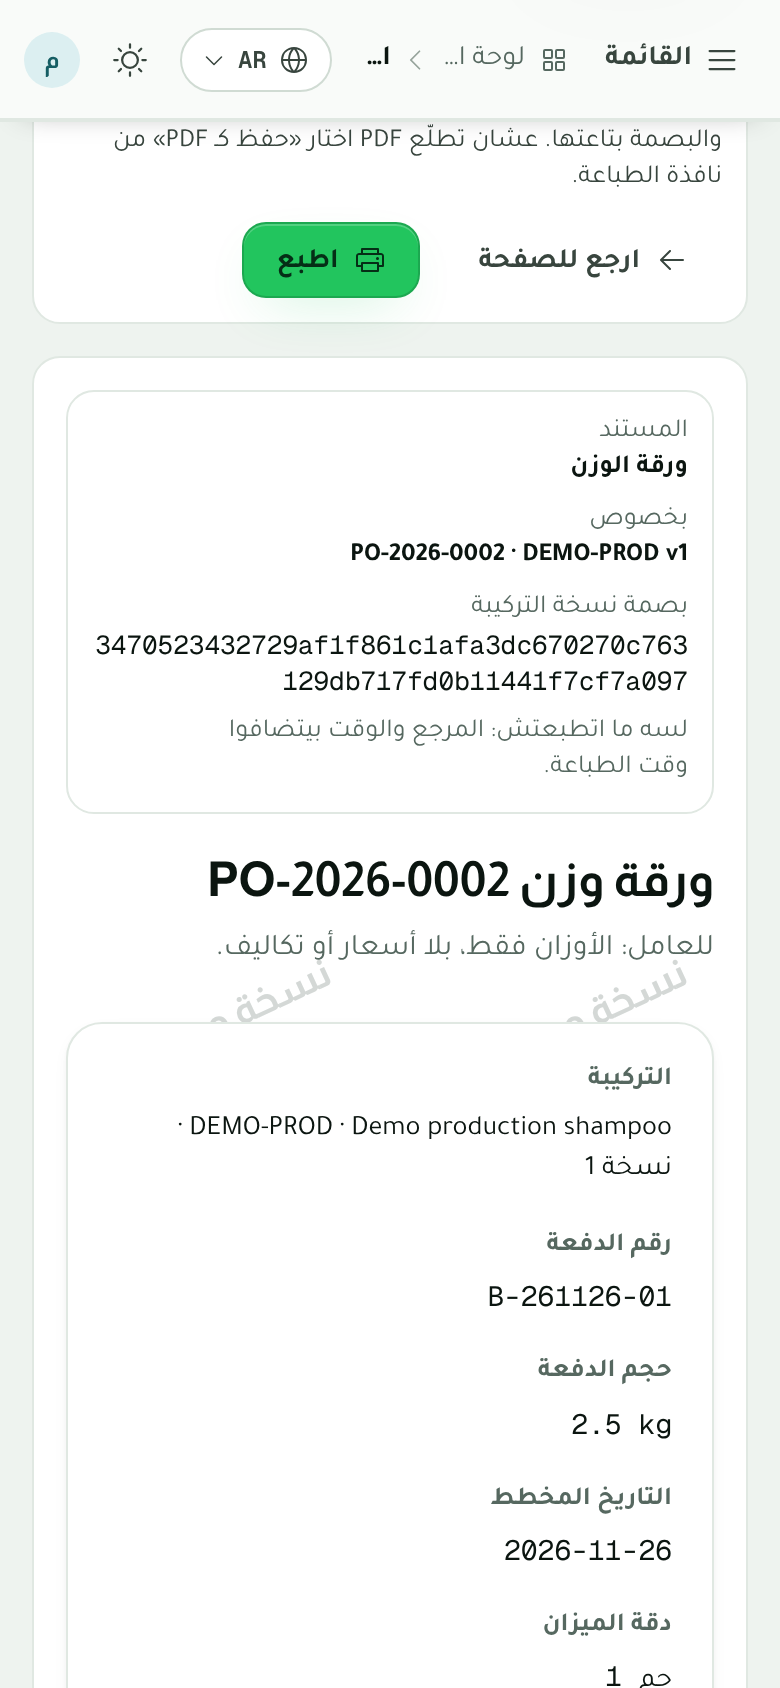 القائمة
لوحة ا...
ا...
AR
م
والبصمة بتاعتها. عشان تطلّع PDF اختار «حفظ كـ PDF» من
نافذة الطباعة.
ارجع للصفحة
اطبع
المستند
ورقة الوزن
بخصوص
PO-2026-0002 · DEMO-PROD v1
بصمة نسخة التركيبة
3470523432729af1f861c1afa3dc670270c763
129db717fd0b11441f7cf7a097
لسه ما اتطبعتش: المرجع والوقت بيتضافوا
وقت الطباعة.
ورقة وزن PO-2026-0002
للعامل: الأوزان فقط، بلا أسعار أو تكاليف.
نسخة
نسخة
التركيبة
DEMO-PROD · Demo production shampoo ·
نسخة 1
رقم الدفعة
B-261126-01
حجم الدفعة
2.5 kg
التاريخ المخطط
2026-11-26
دقة الميزان
1 جم